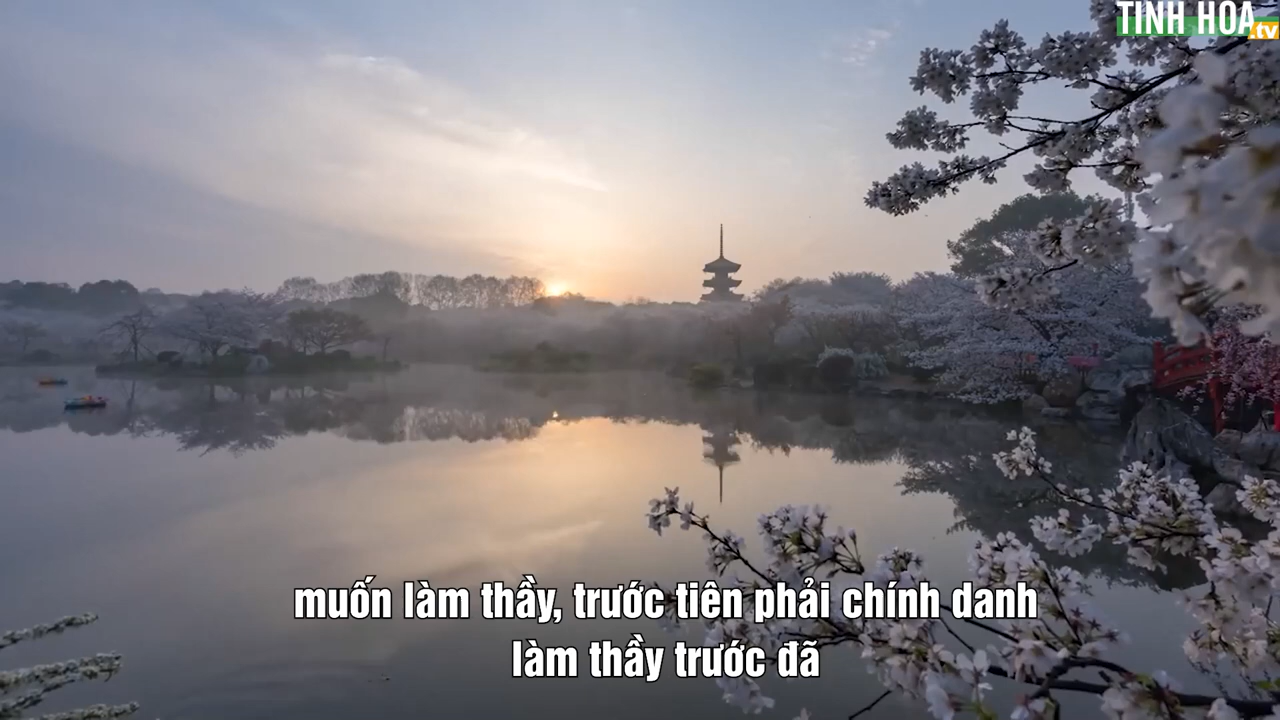 TINH HOA
.tv
muốn làm thầy, trước tiên phải chính danh
làm thầy trước đã